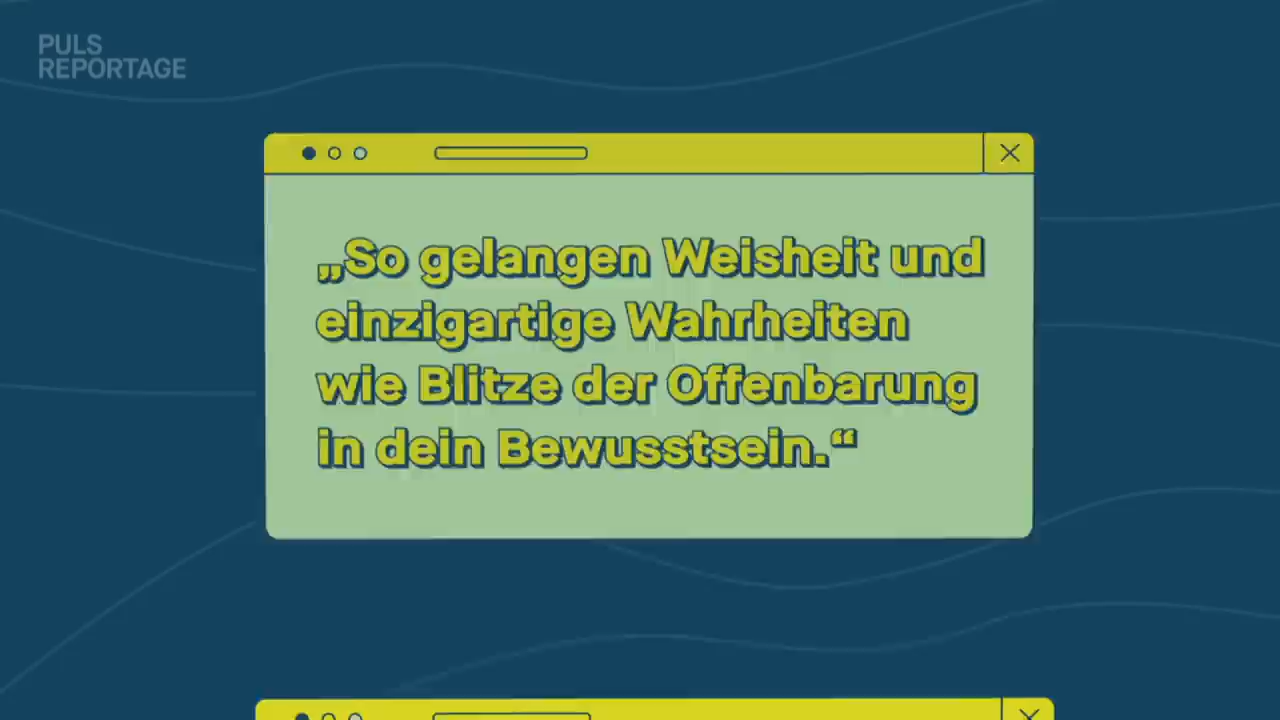 PULS
REPORTAGE
„So gelangen Weisheit und
einzigartige Wahrheiten
wie Blitze der Offenbarung
in dein Bewusstsein.“